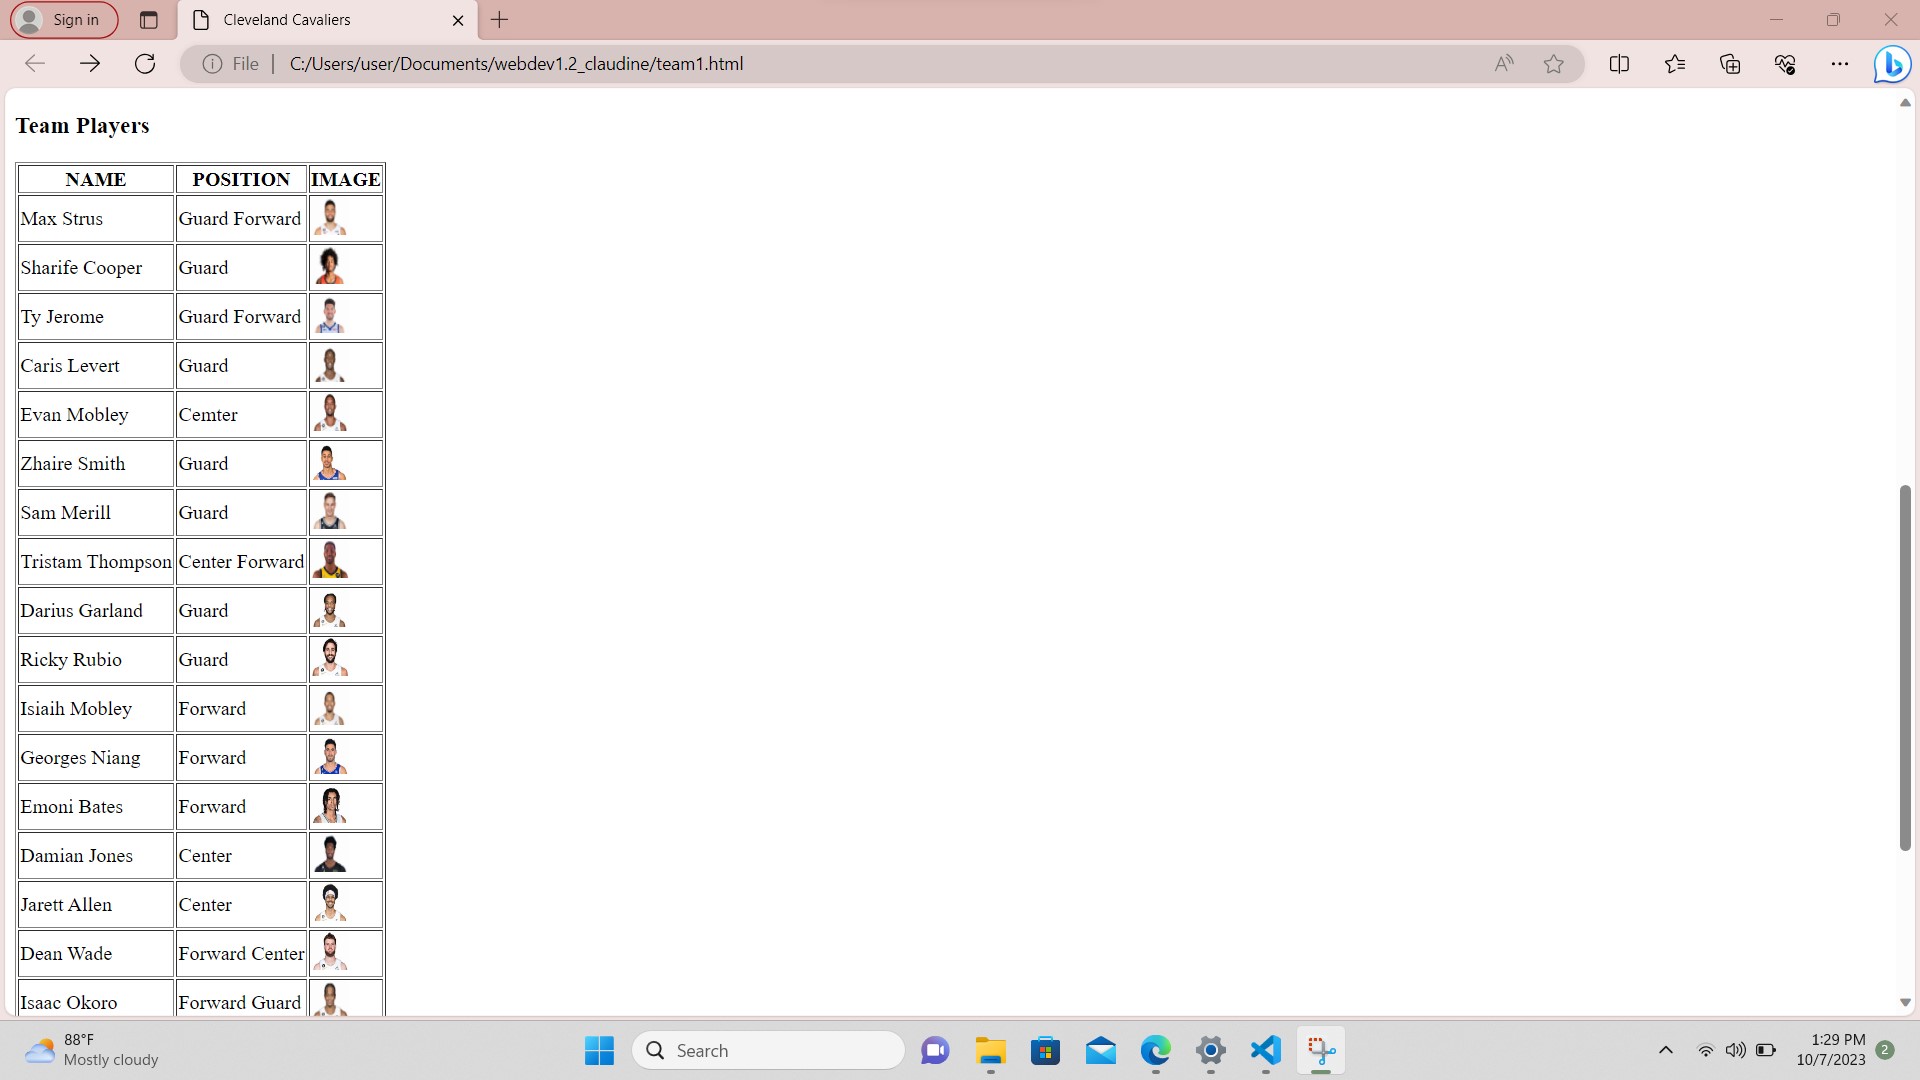 Sign in
Cleveland Cavaliers
File | C:/Users/user/Documents/webdev1.2_claudine/team1.html
Team Players
NAME POSITION IMAGE
Max Strus Guard Forward
Sharife Cooper Guard
Ty Jerome Guard Forward
Caris Levert Guard
Evan Mobley Cemter
Zhaire Smith Guard
Sam Merill Guard
Tristam Thompson Center Forward
Darius Garland Guard
Ricky Rubio Guard
Isiaih Mobley Forward
Georges Niang Forward
Emoni Bates Forward
Damian Jones Center
Jarett Allen Center
Dean Wade Forward Center
Isaac Okoro Forward Guard
88°F
Mostly cloudy
Search
1:29 PM
10/7/2023
2